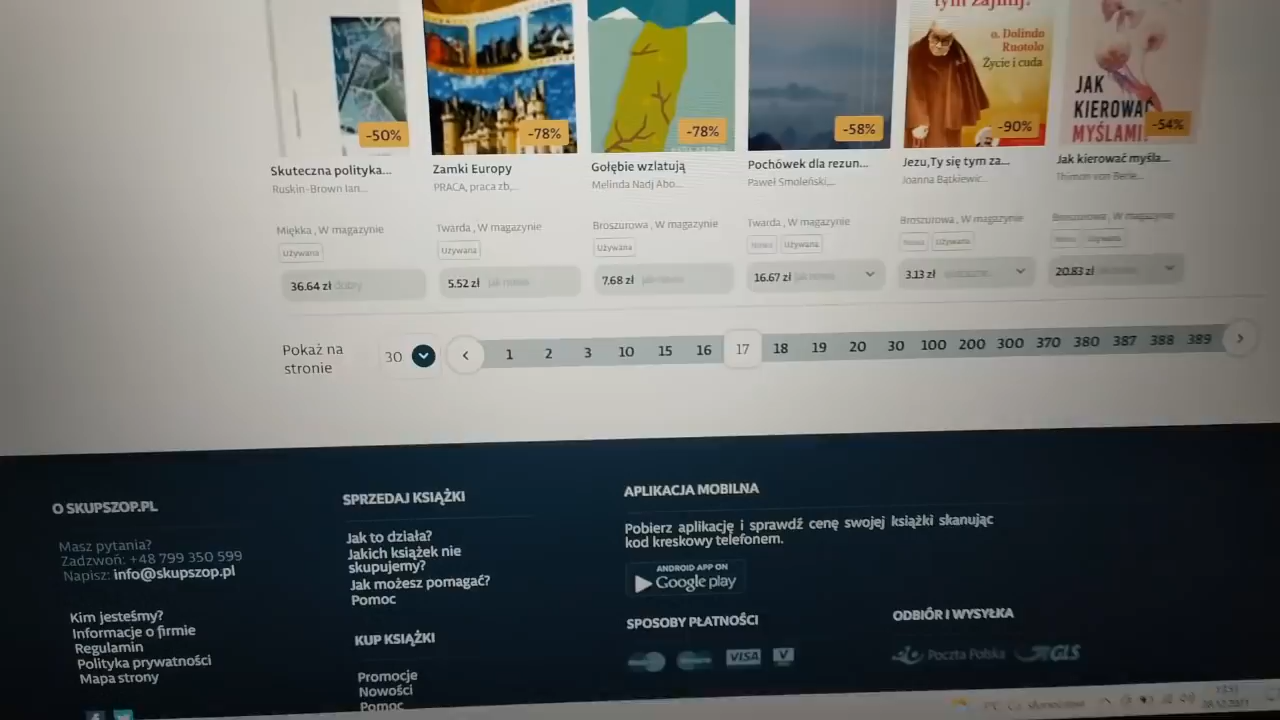 tym zajmij!
o. Dolindo
Ruotolo
Życie i cuda
JAK
KIEROWAĆ
MYŚLAMI
-50%
-78%
-78%
-58%
-90%
-54%
Skuteczna polityka...
Zamki Europy
Gołębie wzlatują
Pochówek dla rezun...
Jezu,Ty się tym za...
Jak kierować myśla...
Ruskin-Brown Ian...
PRACA, praca zb,...
Melinda Nadj Abo...
Paweł Smoleński,...
Joanna Bątkiewic...
Thimon von Berle...
Miękka , W magazynie
Twarda , W magazynie
Broszurowa , W magazynie
Twarda , W magazynie
Broszurowa , W magazynie
Broszurowa , W magazynie
Używana
Używana
Używana
Nowa Używana
Nowa Używana
Nowa Używana
36.64 zł dobry
5.52 zł jak nowa
7.68 zł jak nowa
16.67 zł jak nowa
3.13 zł
20.83 zł
Pokaż na
stronie
30
1 2 3 10 15 16 17 18 19 20 30 100 200 300 370 380 387 388 389
O SKUPSZOP.PL
Masz pytania?
Zadzwoń: +48 799 350 599
Napisz: info@skupszop.pl
Kim jesteśmy?
Informacje o firmie
Regulamin
Polityka prywatności
Mapa strony
SPRZEDAJ KSIĄŻKI
Jak to działa?
Jakich książek nie
skupujemy?
Jak możesz pomagać?
Pomoc
KUP KSIĄŻKI
Promocje
Nowości
Pomoc
APLIKACJA MOBILNA
Pobierz aplikację i sprawdź cenę swojej książki skanując
kod kreskowy telefonem.
ANDROID APP ON
Google play
SPOSOBY PŁATNOŚCI
VISA
ODBIÓR I WYSYŁKA
Poczta Polska GLS